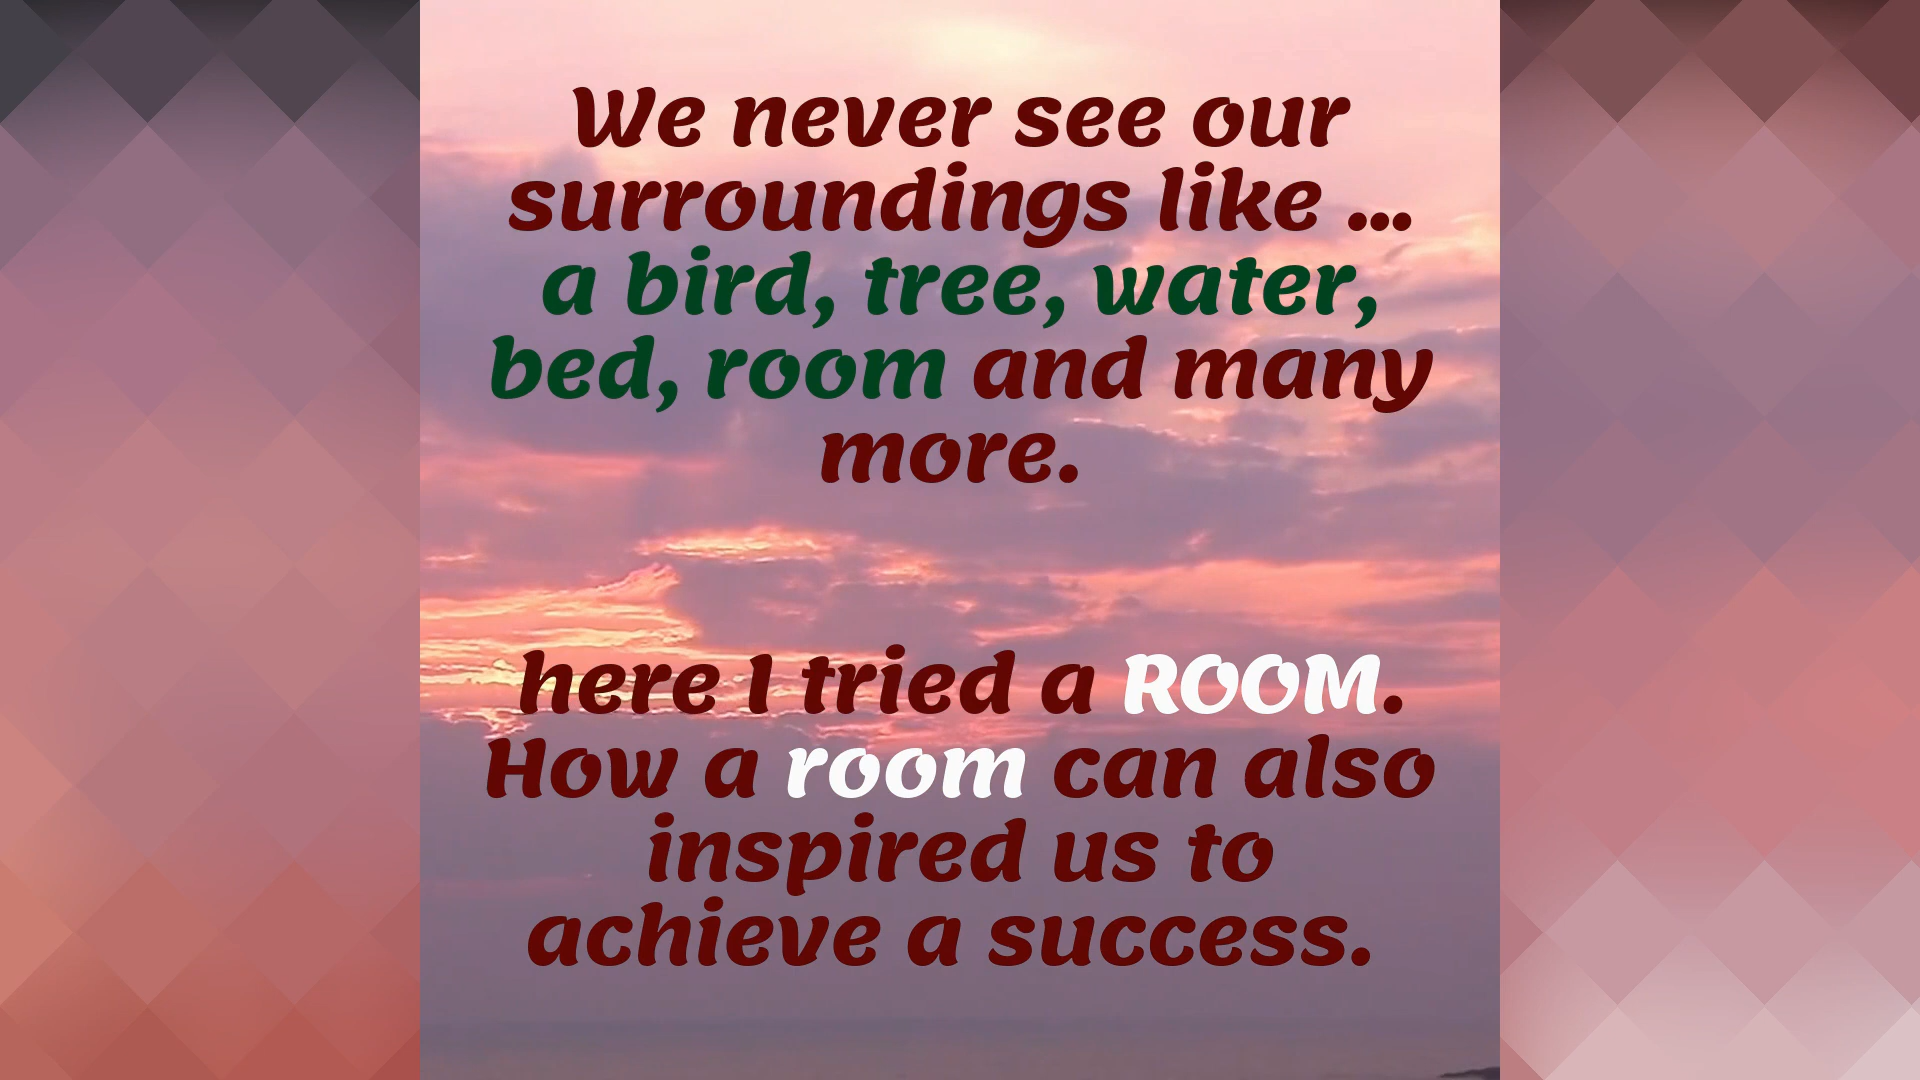 We never see our
surroundings like ...
a bird, tree, water,
bed, room and many
more.
here I tried a ROOM.
How a room can also
inspired us to
achieve a success.